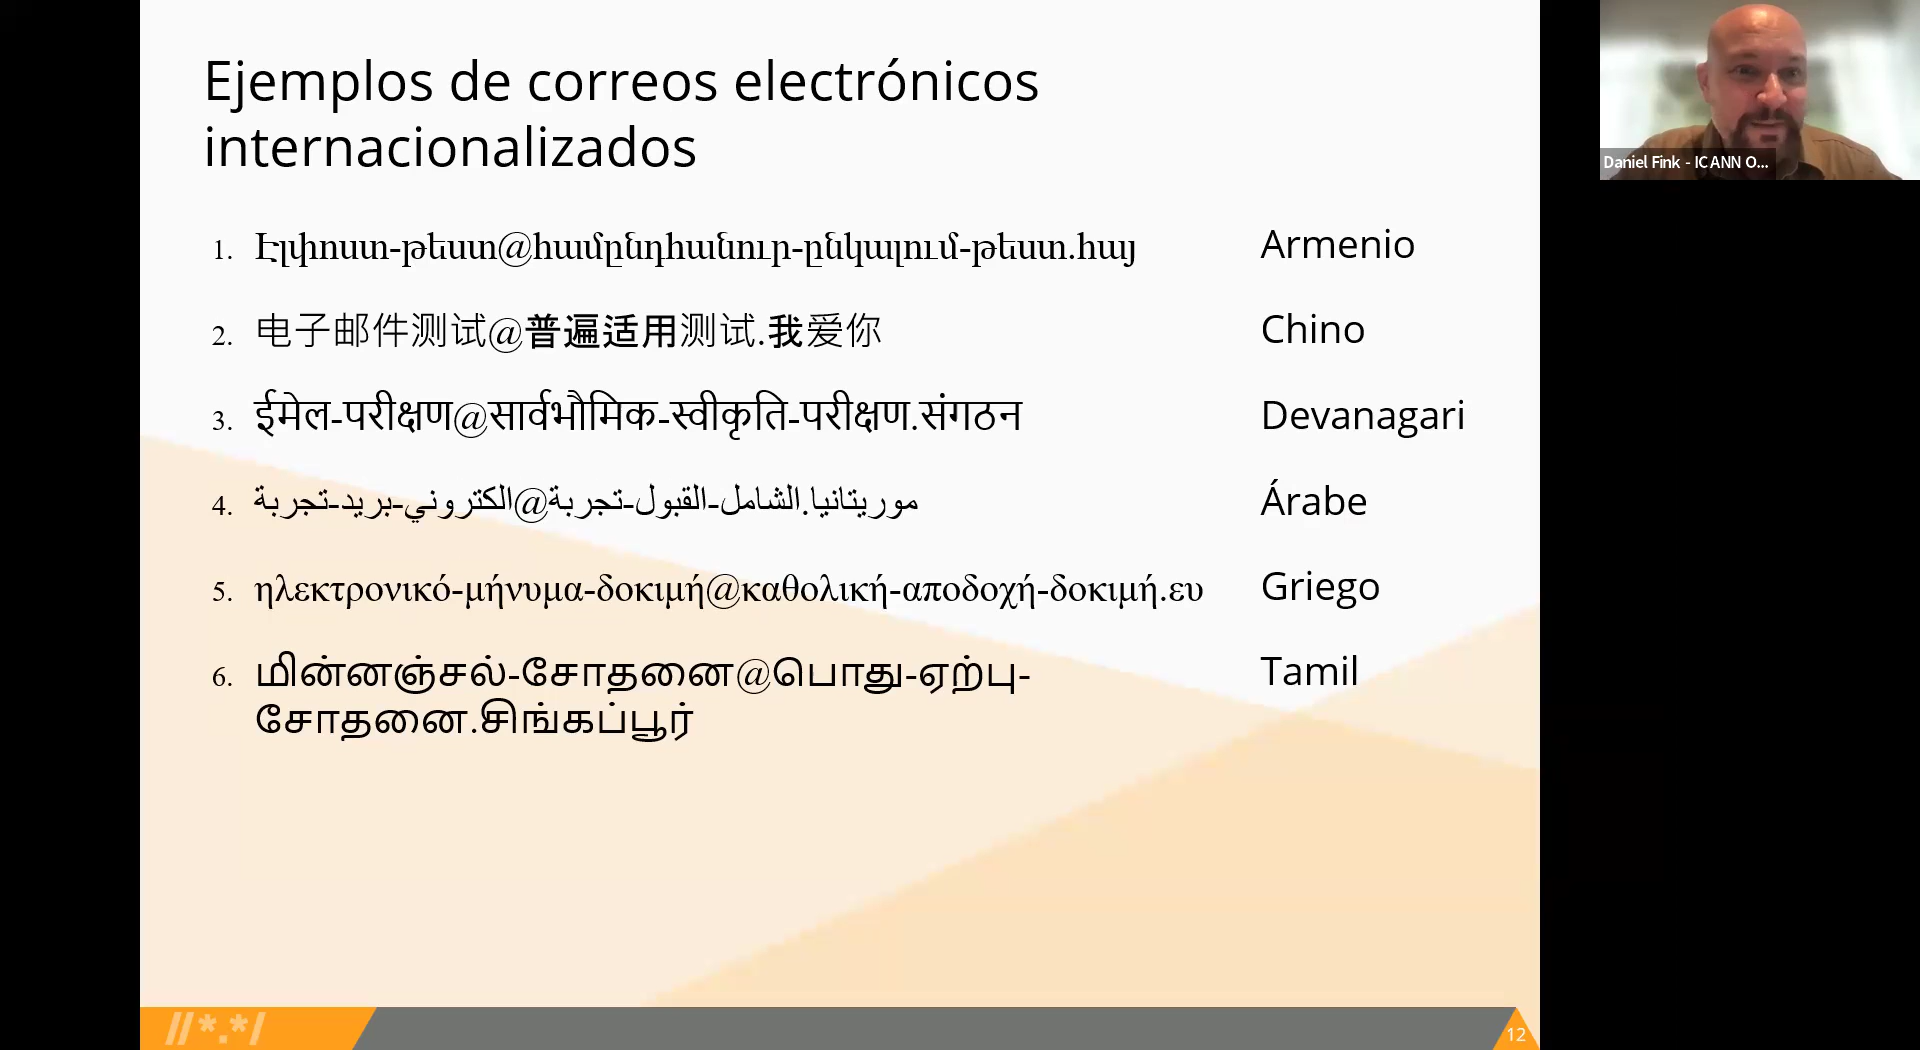 Ejemplos de correos electrónicos
internacionalizados
1. Էլփոստ-թեստ@համընդհանուր-ընկալում-թեստ.հայ
Armenio
2. 电子邮件测试@普遍适用测试.我爱你
Chino
3. ईमेल-परीक्षण@सार्वभौमिक-स्वीकृति-परीक्षण.संगठन
Devanagari
4. تجربة-بريد-الكتروني@تجربة-القبول-الشامل.موريتانيا
Árabe
5. ηλεκτρονικό-μήνυμα-δοκιμή@καθολική-αποδοχή-δοκιμή.ευ
Griego
6. மின்னஞ்சல்-சோதனை@பொது-ஏற்பு-
சோதனை.சிங்கப்பூர்
Tamil
//*.*/
12
Daniel Fink - ICANN O...